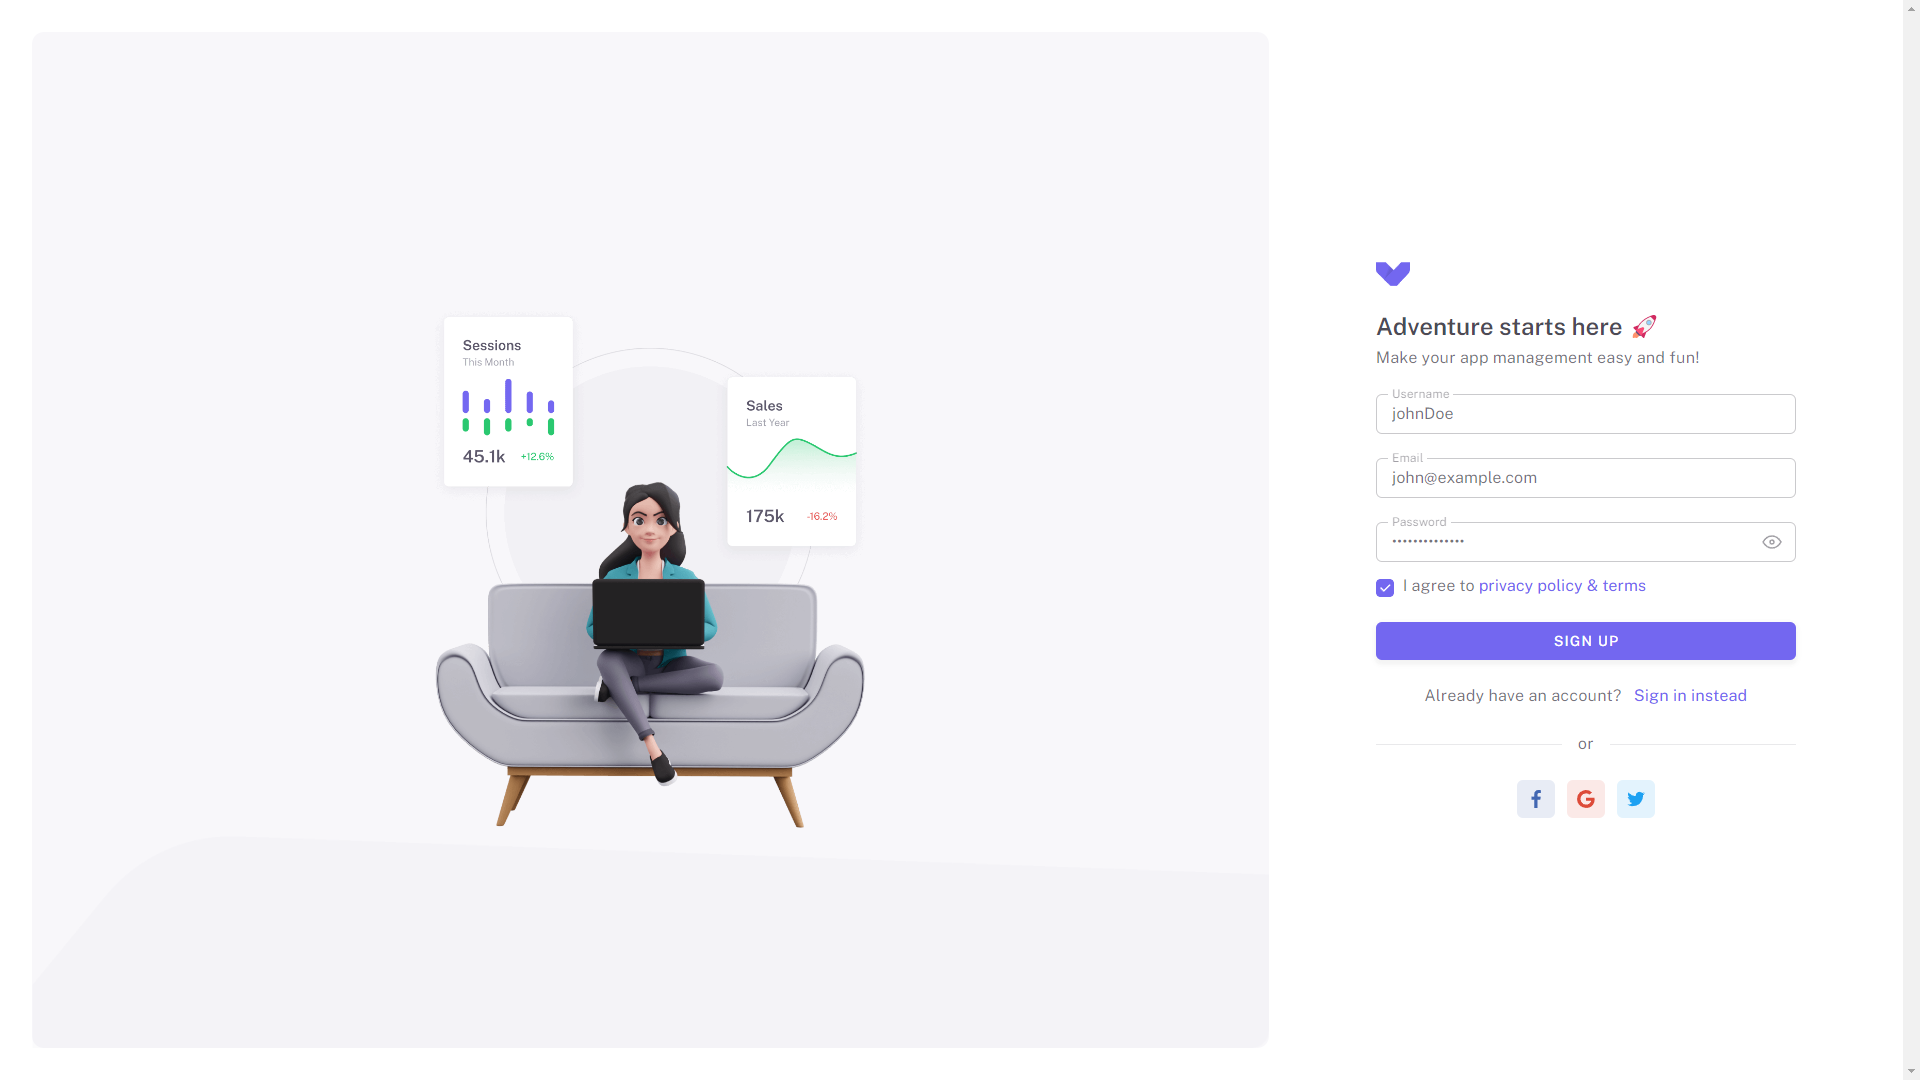 Sessions
This Month
45.1k +12.6%
Sales
Last Year
175k -16.2%
Adventure starts here 🚀
Make your app management easy and fun!
Username
johnDoe
Email
john@example.com
Password
••••••••••••••
I agree to privacy policy & terms
SIGN UP
Already have an account? Sign in instead
or